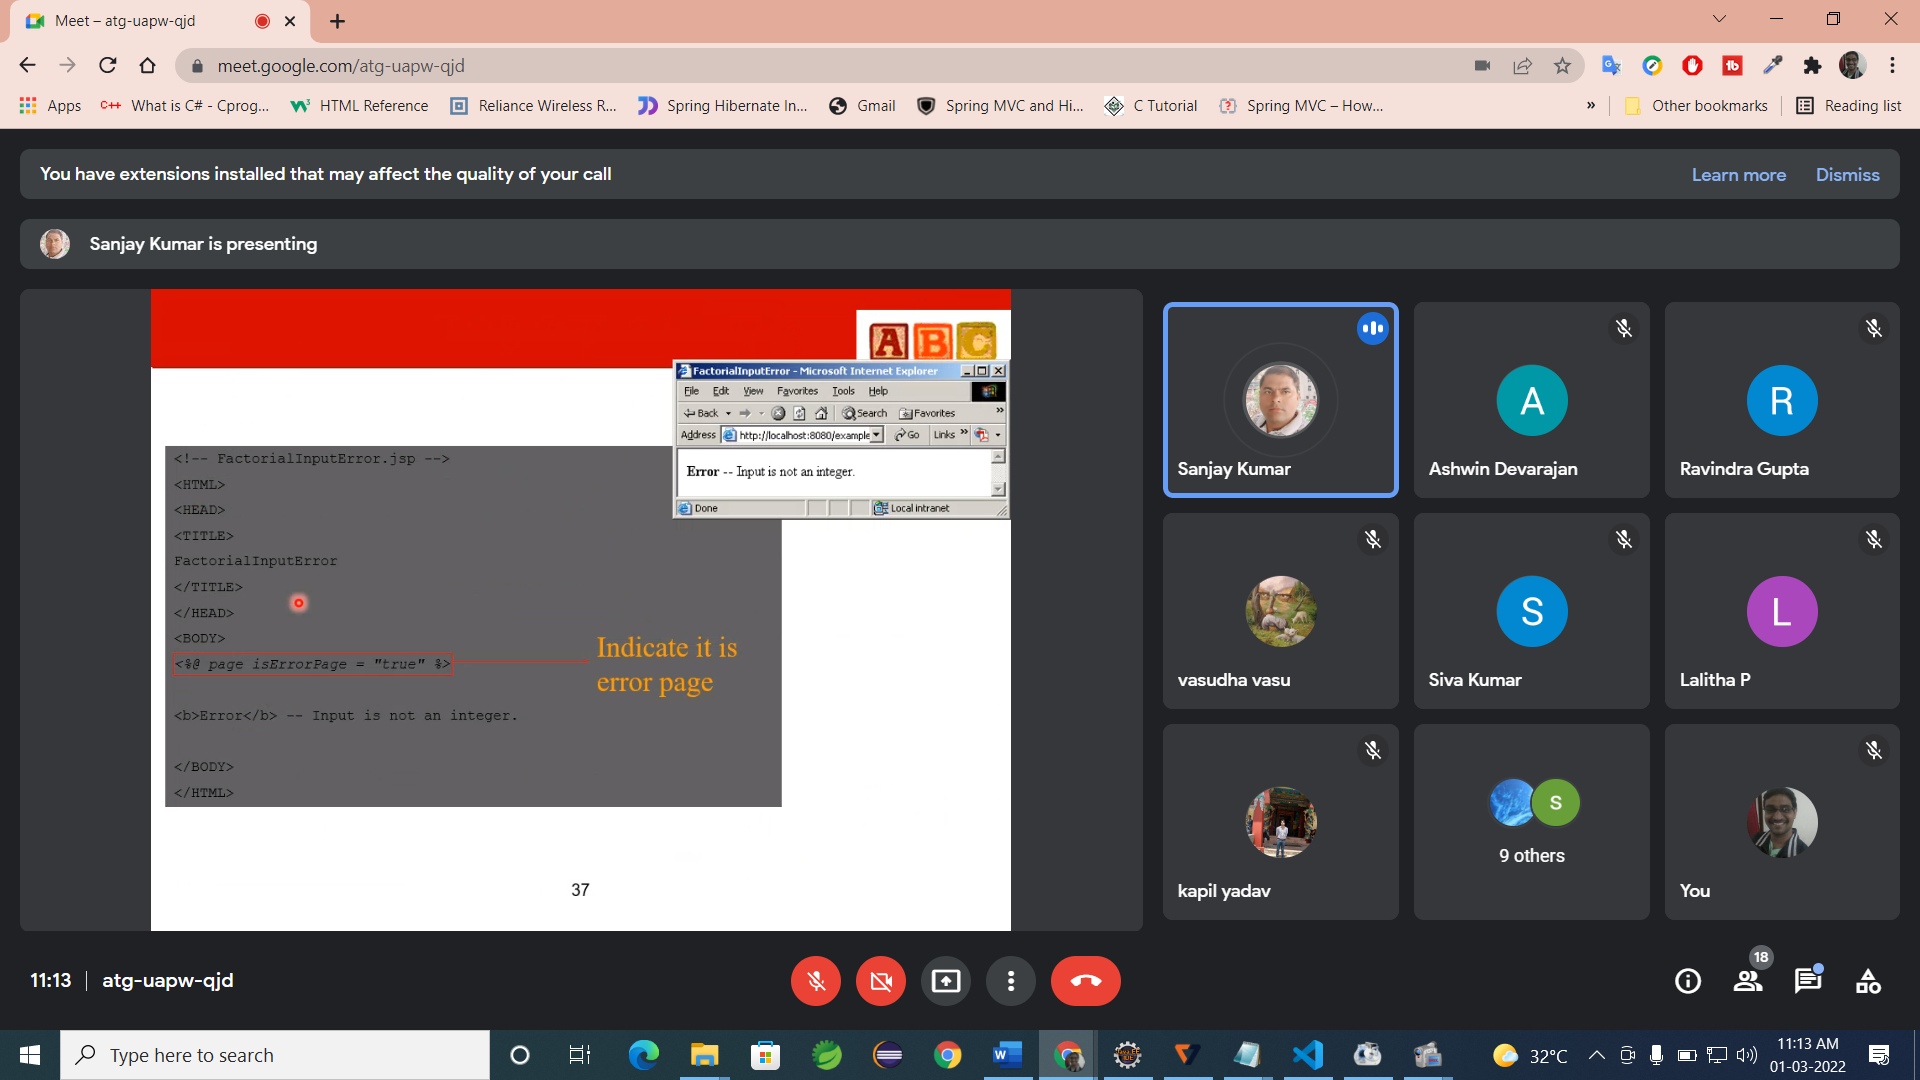 Meet – atg-uapw-qjd
meet.google.com/atg-uapw-qjd
Apps
C++ What is C# - Cprog...
W3 HTML Reference
Reliance Wireless R...
Spring Hibernate In...
Gmail
Spring MVC and Hi...
C Tutorial
Spring MVC – How...
»
Other bookmarks
Reading list
You have extensions installed that may affect the quality of your call
Learn more
Dismiss
Sanjay Kumar is presenting
A B C
FactorialInputError - Microsoft Internet Explorer
File Edit View Favorites Tools Help
Back Search Favorites »
Address http://localhost:8080/example Go Links »
Error -- Input is not an integer.
Done
Local intranet
<!-- FactorialInputError.jsp -->
<HTML>
<HEAD>
<TITLE>
FactorialInputError
</TITLE>
</HEAD>
<BODY>
<%@ page isErrorPage = "true" %>
Indicate it is
error page
<b>Error</b> -- Input is not an integer.
</BODY>
</HTML>
37
Sanjay Kumar
A
Ashwin Devarajan
R
Ravindra Gupta
vasudha vasu
S
Siva Kumar
L
Lalitha P
kapil yadav
S
9 others
You
11:13
atg-uapw-qjd
18
Type here to search
32°C
11:13 AM
01-03-2022